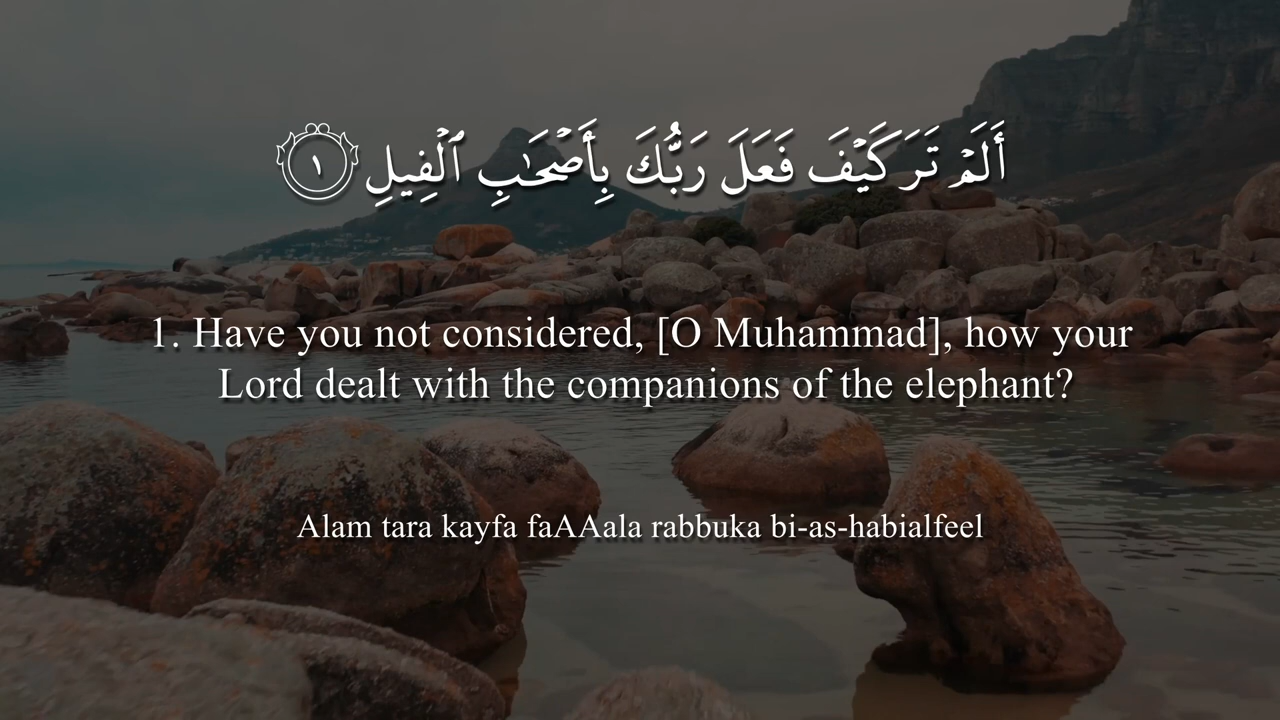 أَلَمۡ تَرَ كَيۡفَ فَعَلَ رَبُّكَ بِأَصۡحَٰبِ ٱلۡفِيلِ ١
1. Have you not considered, [O Muhammad], how your
Lord dealt with the companions of the elephant?
Alam tara kayfa faAAala rabbuka bi-as-habialfeel